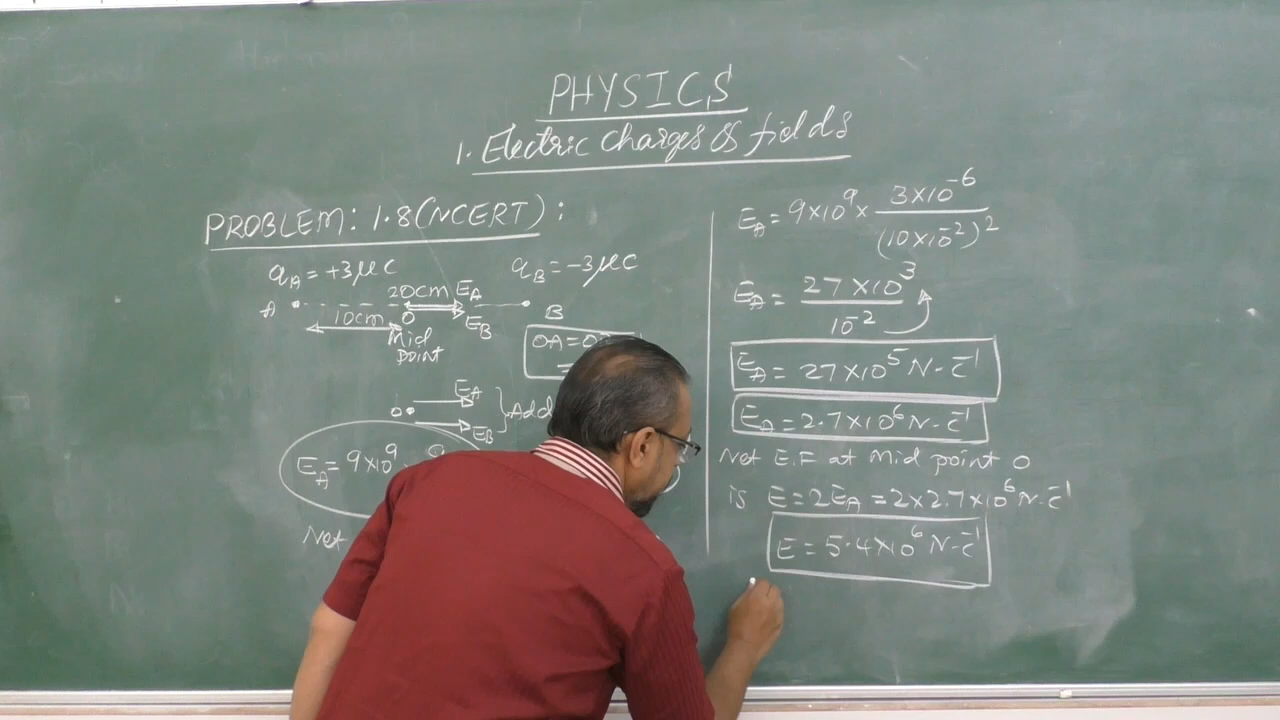 PHYSICS
1. Electric Charges & fields
PROBLEM: 1.8(NCERT):
qA = +3μC
qB = -3μC
A
20cm
EA
O
EB
B
10cm
Mid
point
OA = O
O
EA
EB
} Add
EA = 9×10⁹
Net
EA = 9×10⁹ × 3×10⁻⁶ / (10×10⁻²)²
EA = 27×10³ / 10⁻²
EA = 27×10⁵ N-C⁻¹
EA = 2.7×10⁶ N-C⁻¹
Net E.F at Mid point O
is E = 2EA = 2×2.7×10⁶ N-C⁻¹
E = 5.4×10⁶ N-C⁻¹